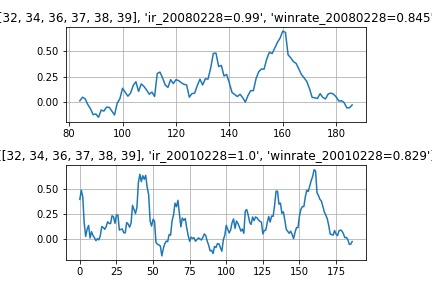 [32, 34, 36, 37, 38, 39], 'ir_20080228=0.99', 'winrate_20080228=0.845'
0.50
0.25
0.00
80 100 120 140 160 180
[[32, 34, 36, 37, 38, 39], 'ir_20010228=1.0', 'winrate_20010228=0.829']
0.50
0.25
0.00
0 25 50 75 100 125 150 175